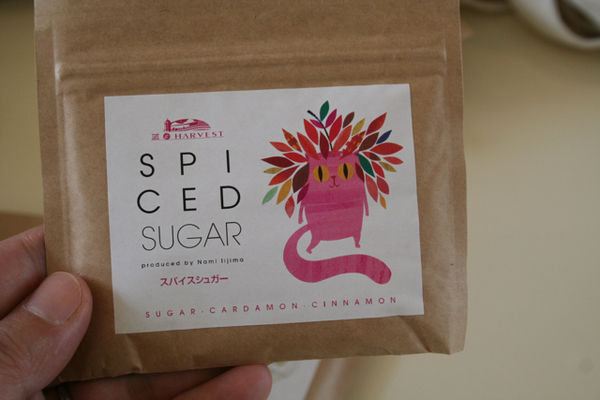 HARVEST
SPI
CED
SUGAR
produced by Nami Iijima
スパイスシュガー
SUGAR・CARDAMON・CINNAMON